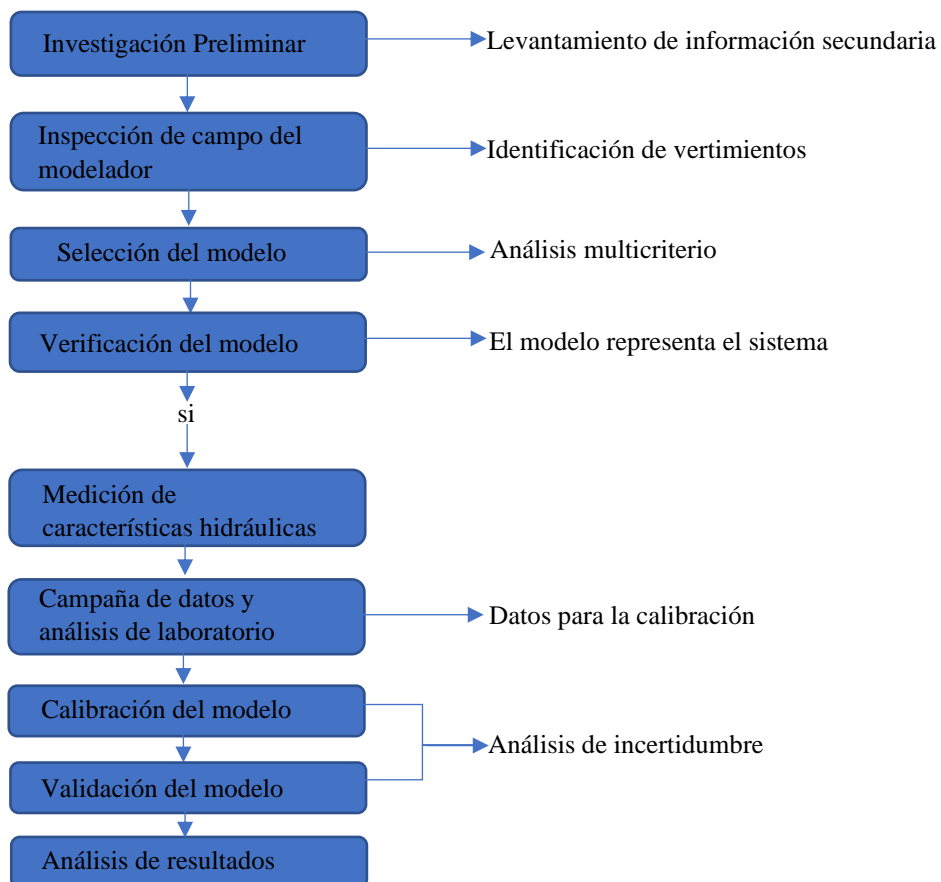 Investigación Preliminar
Levantamiento de información secundaria
Inspección de campo del
modelador
Identificación de vertimientos
Selección del modelo
Análisis multicriterio
Verificación del modelo
El modelo representa el sistema
si
Medición de
características hidráulicas
Campaña de datos y
análisis de laboratorio
Datos para la calibración
Calibración del modelo
Análisis de incertidumbre
Validación del modelo
Análisis de resultados